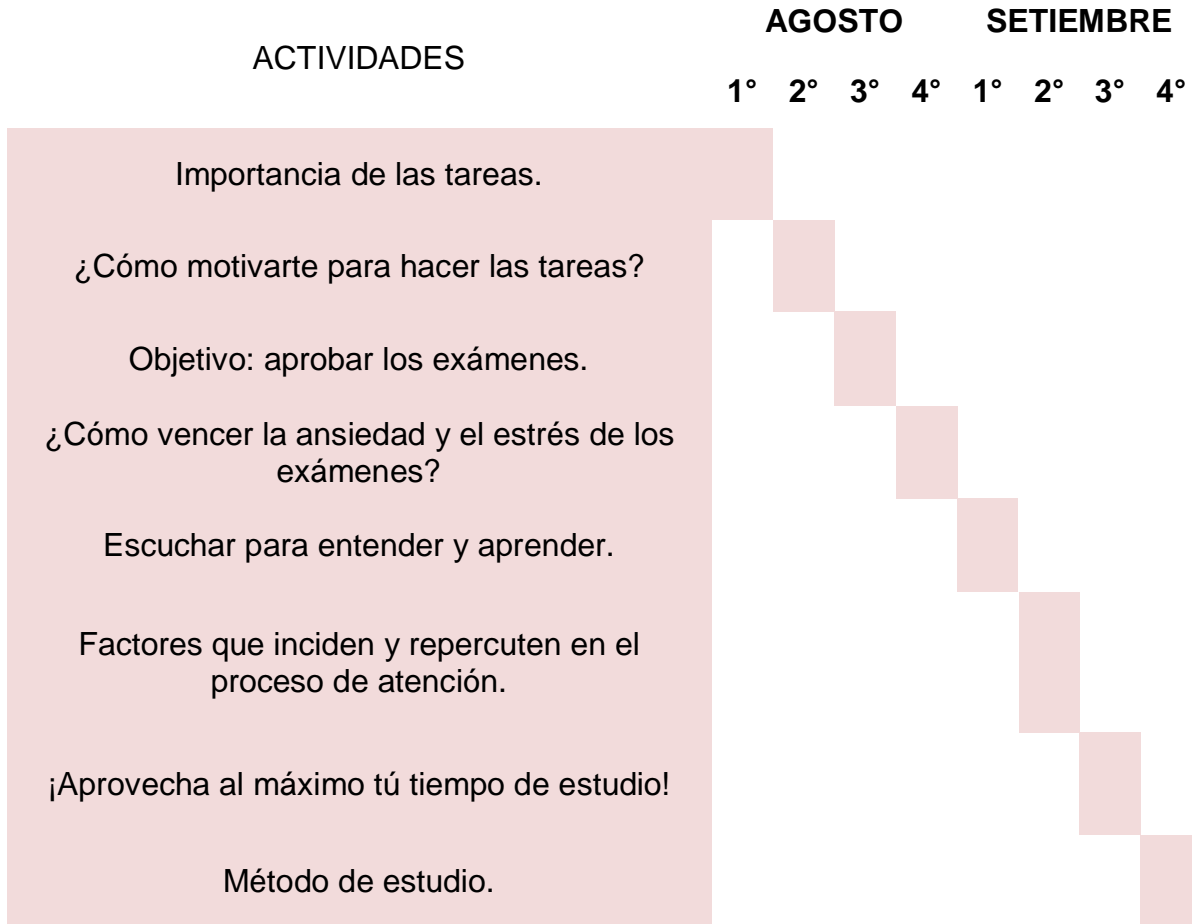 AGOSTO SETIEMBRE
ACTIVIDADES
1° 2° 3° 4° 1° 2° 3° 4°
Importancia de las tareas.
¿Cómo motivarte para hacer las tareas?
Objetivo: aprobar los exámenes.
¿Cómo vencer la ansiedad y el estrés de los
exámenes?
Escuchar para entender y aprender.
Factores que inciden y repercuten en el
proceso de atención.
¡Aprovecha al máximo tú tiempo de estudio!
Método de estudio.